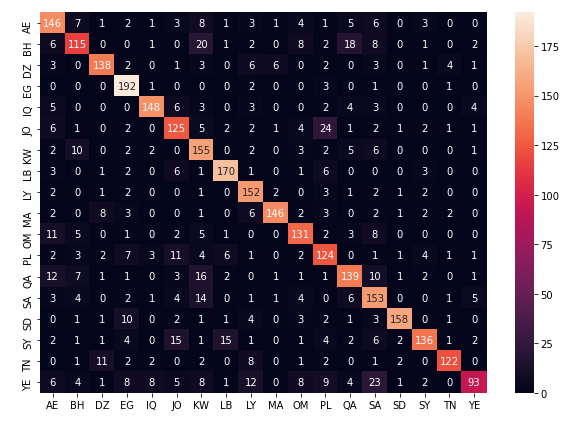 AE 146 7 1 2 1 3 8 1 3 1 4 1 5 6 0 3 0 0
BH 6 115 0 0 1 0 20 1 2 0 8 2 18 8 0 1 0 2
DZ 3 0 138 2 0 1 3 0 6 6 0 2 0 3 0 1 4 1
EG 0 0 0 192 1 0 0 0 2 0 0 3 0 1 0 0 1 0
IQ 5 0 0 0 148 6 3 0 3 0 0 2 4 3 0 0 0 4
JO 6 1 0 2 0 125 5 2 2 1 4 24 1 2 1 2 1 1
KW 2 10 0 2 2 2 155 0 2 0 3 2 5 6 0 0 0 1
LB 3 0 1 2 0 6 1 170 1 0 1 6 0 0 0 3 0 0
LY 2 0 1 2 0 0 1 0 152 2 0 3 1 2 1 0 1 0
MA 2 0 8 3 0 0 1 0 6 146 2 3 0 2 0 1 2 0
OM 11 5 0 1 0 2 5 1 0 0 131 2 3 8 0 0 0 0
PL 2 3 2 7 3 11 4 6 1 0 2 124 0 1 1 4 1 1
QA 12 7 1 1 0 3 16 0 2 1 1 1 139 10 1 2 0 1
SA 3 4 0 2 1 4 14 0 1 1 4 0 6 153 0 0 1 5
SD 0 1 1 10 0 2 1 1 4 0 3 2 1 3 158 0 0 0
SY 2 1 1 4 0 15 1 15 0 0 1 4 2 6 2 136 1 0
TN 0 1 11 2 2 2 0 1 8 0 1 2 0 1 2 0 122 0
YE 6 4 1 8 8 5 8 1 12 0 8 9 4 23 1 2 0 93
AE BH DZ EG IQ JO KW LB LY MA OM PL QA SA SD SY TN YE
175
150
125
100
75
50
25
0